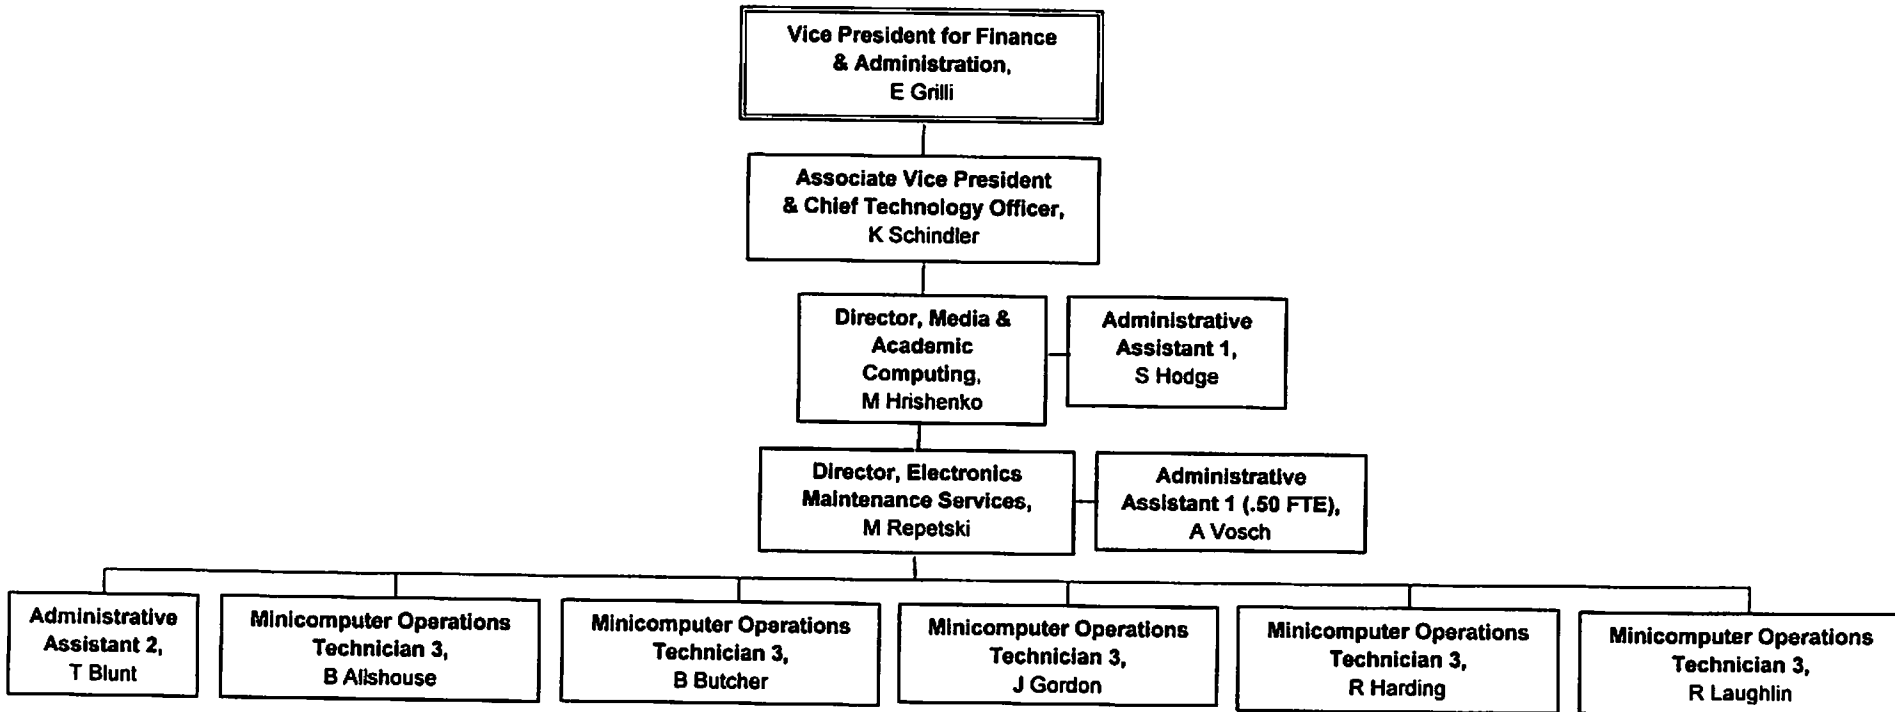 Vice President for Finance
& Administration,
E Grilli
Associate Vice President
& Chief Technology Officer,
K Schindler
Director, Media &
Academic
Computing,
M Hrishenko
Administrative
Assistant 1,
S Hodge
Director, Electronics
Maintenance Services,
M Repetski
Administrative
Assistant 1 (.50 FTE),
A Vosch
Administrative
Assistant 2,
T Blunt
Minicomputer Operations
Technician 3,
B Allshouse
Minicomputer Operations
Technician 3,
B Butcher
Minicomputer Operations
Technician 3,
J Gordon
Minicomputer Operations
Technician 3,
R Harding
Minicomputer Operations
Technician 3,
R Laughlin